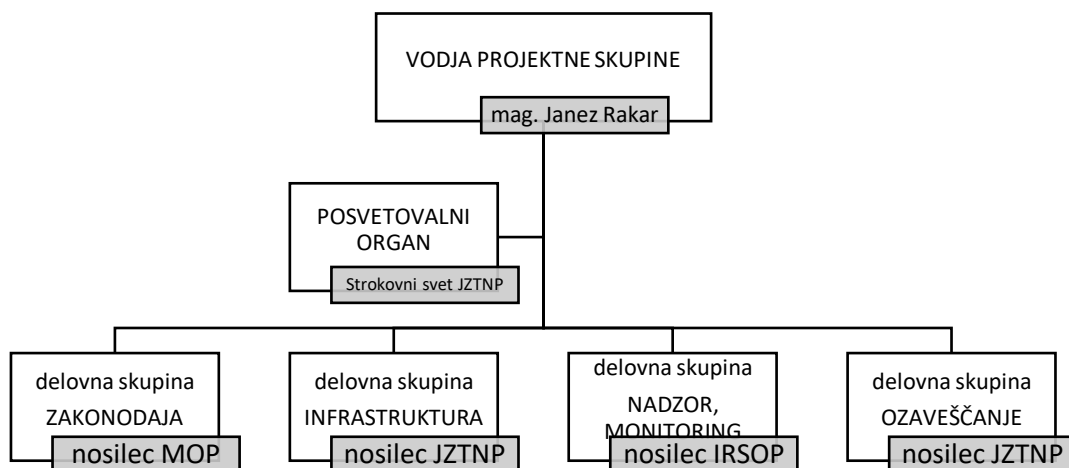 VODJA PROJEKTNE SKUPINE
mag. Janez Rakar
POSVETOVALNI
ORGAN
Strokovni svet JZTNP
delovna skupina
ZAKONODAJA
nosilec MOP
delovna skupina
INFRASTRUKTURA
nosilec JZTNP
delovna skupina
NADZOR,
MONITORING
nosilec IRSOP
delovna skupina
OZAVEŠČANJE
nosilec JZTNP